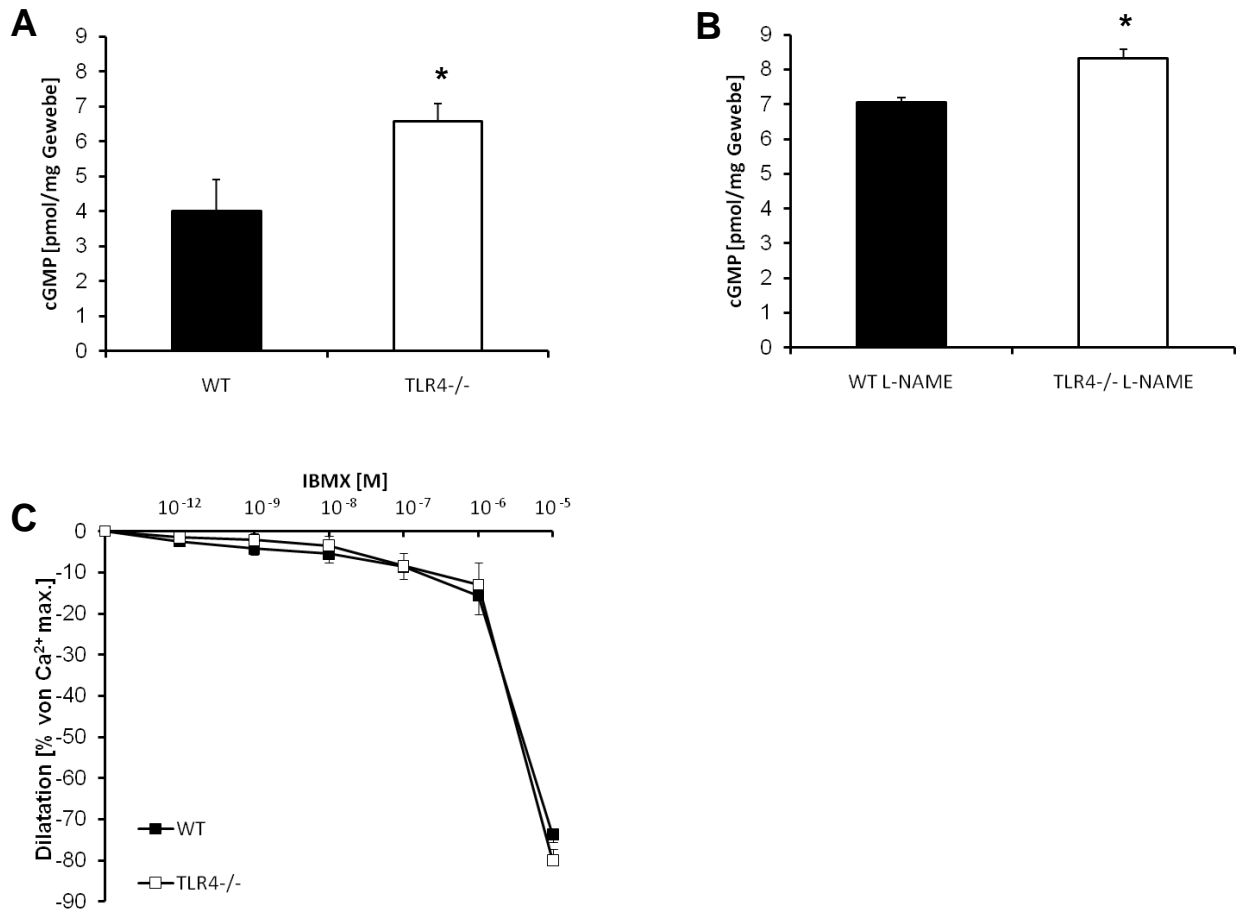 A
cGMP [pmol/mg Gewebe]
9
8
7
6
5
4
3
2
1
0
*
WT
TLR4-/-
B
cGMP [pmol/mg Gewebe]
9
8
7
6
5
4
3
2
1
0
*
WT L-NAME
TLR4-/- L-NAME
C
IBMX [M]
10⁻¹² 10⁻⁹ 10⁻⁸ 10⁻⁷ 10⁻⁶ 10⁻⁵
Dilatation [% von Ca²⁺ max.]
0
-10
-20
-30
-40
-50
-60
-70
-80
-90
WT
TLR4-/-